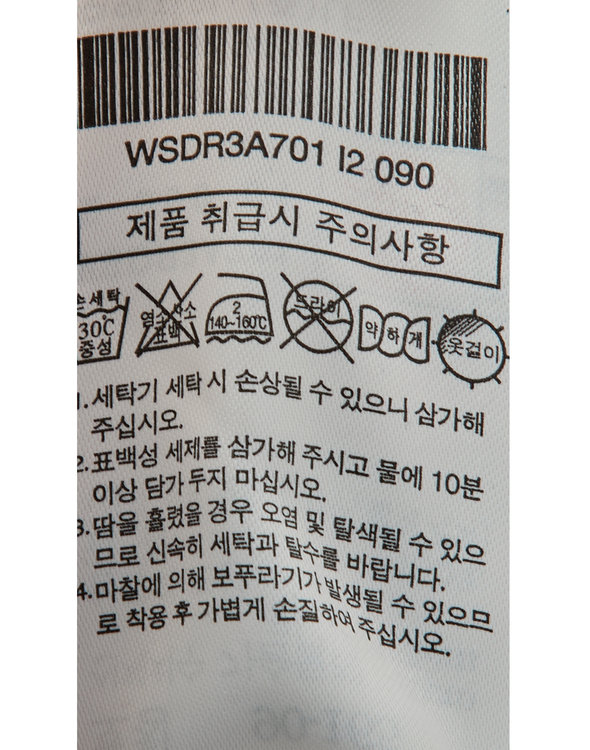 WSDR3A701 I2 090
제품 취급시 주의사항
손세탁
30℃
중성
염소 산소
표백
2
140~160℃
드라이
약하게
옷걸이
1.세탁기 세탁 시 손상될 수 있으니 삼가해
주십시오.
2.표백성 세제를 삼가해 주시고 물에 10분
이상 담가 두지 마십시오.
3.땀을 흘렸을 경우 오염 및 탈색될 수 있으
므로 신속히 세탁과 탈수를 바랍니다.
4.마찰에 의해 보푸라기가 발생될 수 있으므
로 착용 후 가볍게 손질하여 주십시오.